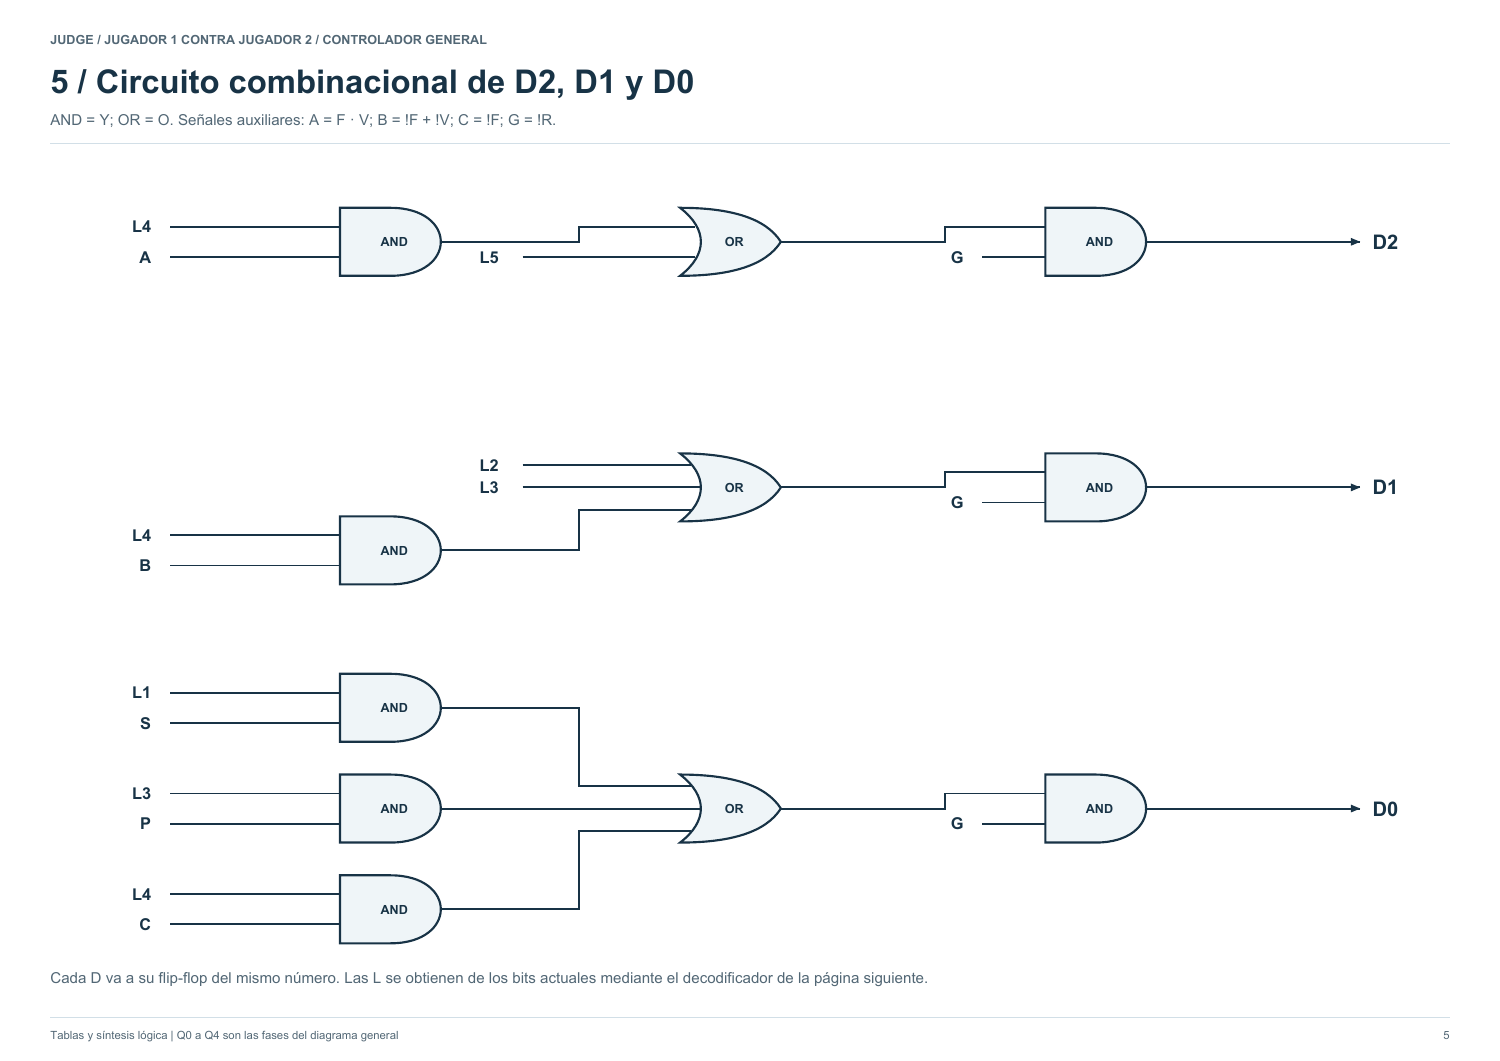 JUDGE / JUGADOR 1 CONTRA JUGADOR 2 / CONTROLADOR GENERAL
5 / Circuito combinacional de D2, D1 y D0
AND = Y; OR = O. Señales auxiliares: A = F · V; B = !F + !V; C = !F; G = !R.
L4
A
AND
L5
OR
G
AND
D2
L2
L3
OR
G
AND
D1
L4
B
AND
L1
S
AND
L3
P
AND
OR
G
AND
D0
L4
C
AND
Cada D va a su flip-flop del mismo número. Las L se obtienen de los bits actuales mediante el decodificador de la página siguiente.
Tablas y síntesis lógica | Q0 a Q4 son las fases del diagrama general
5